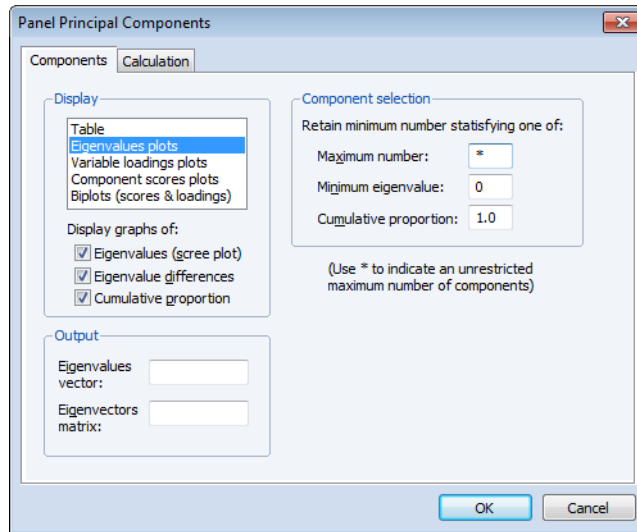 Panel Principal Components
Components
Calculation
Display
Table
Eigenvalues plots
Variable loadings plots
Component scores plots
Biplots (scores & loadings)
Display graphs of:
Eigenvalues (scree plot)
Eigenvalue differences
Cumulative proportion
Output
Eigenvalues
vector:
Eigenvectors
matrix:
Component selection
Retain minimum number statisfying one of:
Maximum number: *
Minimum eigenvalue: 0
Cumulative proportion: 1.0
(Use * to indicate an unrestricted
maximum number of components)
OK
Cancel